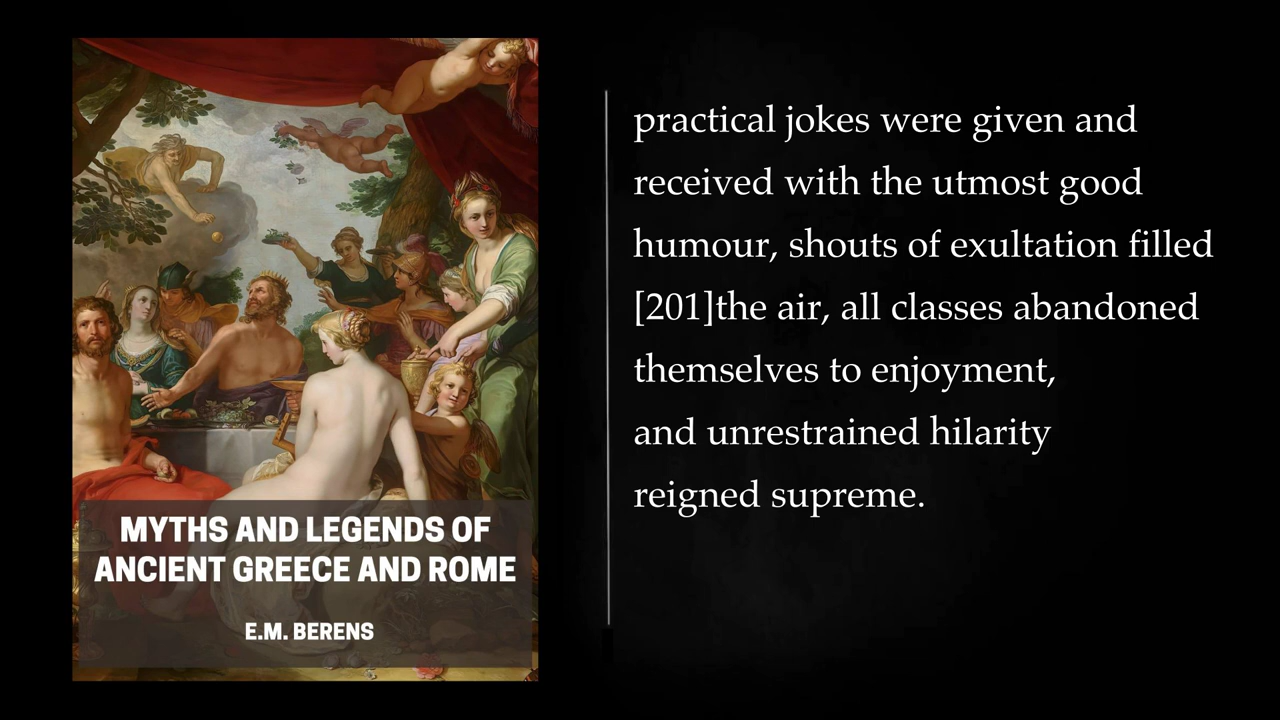 MYTHS AND LEGENDS OF
ANCIENT GREECE AND ROME
E.M. BERENS
practical jokes were given and
received with the utmost good
humour, shouts of exultation filled
[201]the air, all classes abandoned
themselves to enjoyment,
and unrestrained hilarity
reigned supreme.